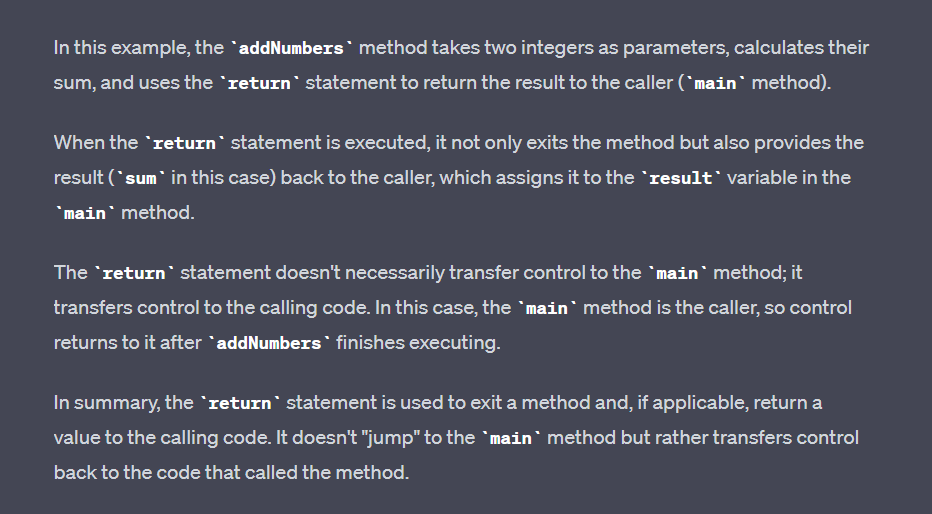 In this example, the `addNumbers` method takes two integers as parameters, calculates their
sum, and uses the `return` statement to return the result to the caller (`main` method).
When the `return` statement is executed, it not only exits the method but also provides the
result (`sum` in this case) back to the caller, which assigns it to the `result` variable in the
`main` method.
The `return` statement doesn't necessarily transfer control to the `main` method; it
transfers control to the calling code. In this case, the `main` method is the caller, so control
returns to it after `addNumbers` finishes executing.
In summary, the `return` statement is used to exit a method and, if applicable, return a
value to the calling code. It doesn't "jump" to the `main` method but rather transfers control
back to the code that called the method.